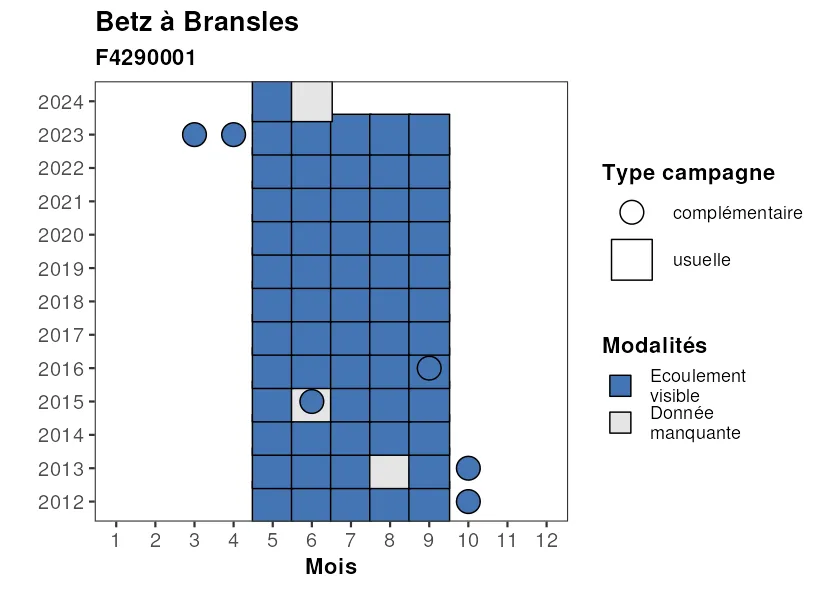 Betz à Bransles
F4290001
2024
2023
2022
2021
2020
2019
2018
2017
2016
2015
2014
2013
2012
1 2 3 4 5 6 7 8 9 10 11 12
Mois
Type campagne
complémentaire
usuelle
Modalités
Ecoulement
visible
Donnée
manquante